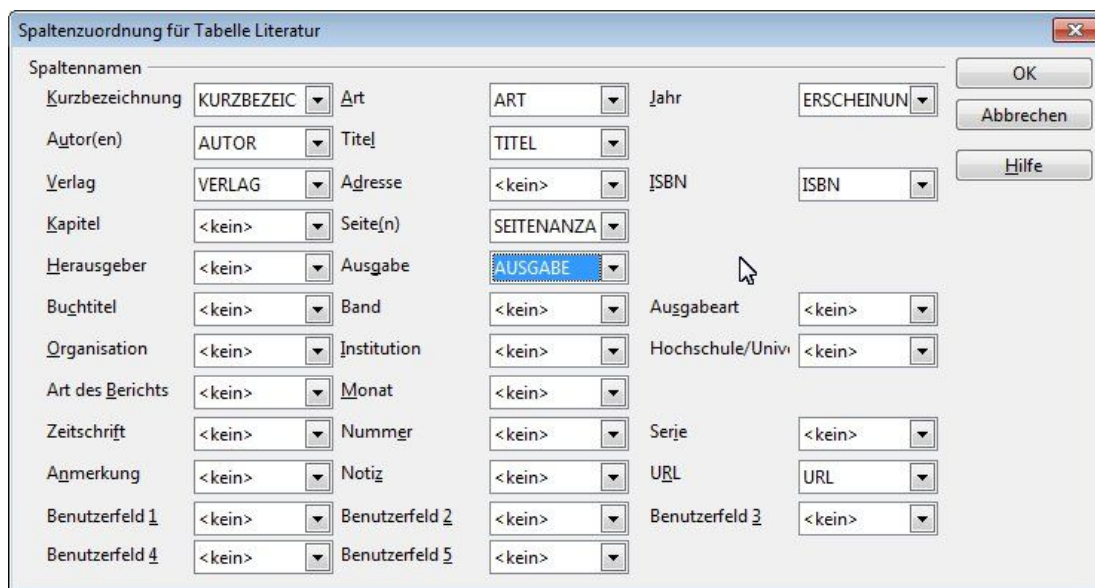 Spaltenzuordnung für Tabelle Literatur
Spaltennamen
OK
Kurzbezeichnung KURZBEZEIC Art ART Jahr ERSCHEINUN
Abbrechen
Autor(en) AUTOR Titel TITEL
Hilfe
Verlag VERLAG Adresse <kein> ISBN ISBN
Kapitel <kein> Seite(n) SEITENANZA
Herausgeber <kein> Ausgabe AUSGABE
Buchtitel <kein> Band <kein> Ausgabeart <kein>
Organisation <kein> Institution <kein> Hochschule/Unive <kein>
Art des Berichts <kein> Monat <kein>
Zeitschrift <kein> Nummer <kein> Serie <kein>
Anmerkung <kein> Notiz <kein> URL URL
Benutzerfeld 1 <kein> Benutzerfeld 2 <kein> Benutzerfeld 3 <kein>
Benutzerfeld 4 <kein> Benutzerfeld 5 <kein>